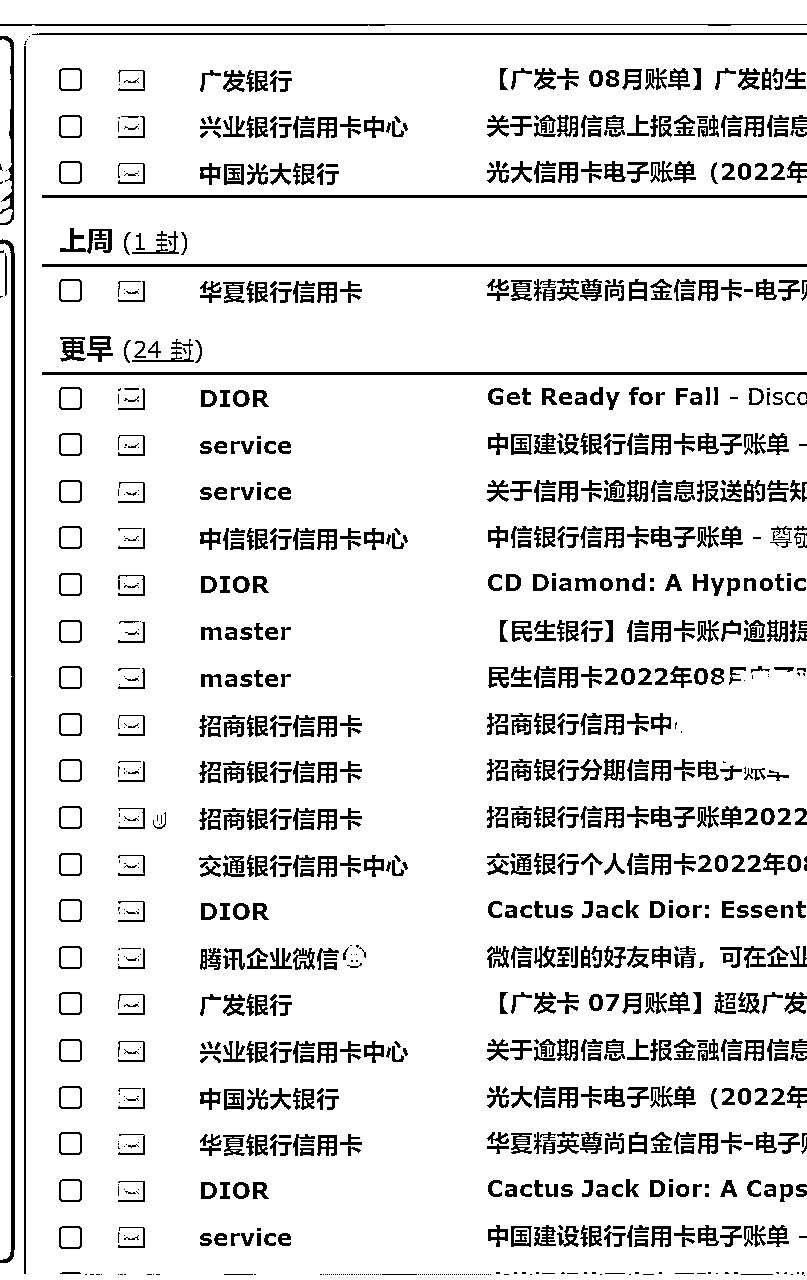 广发银行 【广发卡 08月账单】广发的生
兴业银行信用卡中心 关于逾期信息上报金融信用信息
中国光大银行 光大信用卡电子账单（2022年
上周 (1 封)
华夏银行信用卡 华夏精英尊尚白金信用卡-电子账
更早 (24 封)
DIOR Get Ready for Fall - Disco
service 中国建设银行信用卡电子账单 -
service 关于信用卡逾期信息报送的告知
中信银行信用卡中心 中信银行信用卡电子账单 - 尊敬
DIOR CD Diamond: A Hypnotic
master 【民生银行】信用卡账户逾期提
master 民生信用卡2022年08月
招商银行信用卡 招商银行信用卡中
招商银行信用卡 招商银行分期信用卡电子账单
招商银行信用卡 招商银行信用卡电子账单2022
交通银行信用卡中心 交通银行个人信用卡2022年08
DIOR Cactus Jack Dior: Essent
腾讯企业微信 微信收到的好友申请，可在企业
广发银行 【广发卡 07月账单】超级广发
兴业银行信用卡中心 关于逾期信息上报金融信用信息
中国光大银行 光大信用卡电子账单（2022年
华夏银行信用卡 华夏精英尊尚白金信用卡-电子账
DIOR Cactus Jack Dior: A Caps
service 中国建设银行信用卡电子账单 -